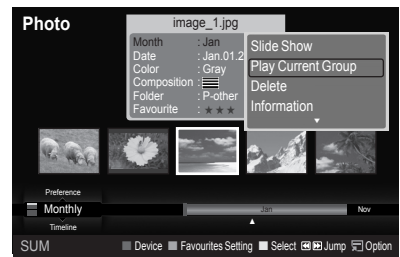 Photo
image_1.jpg
Month : Jan
Date : Jan.01.2
Color : Gray
Composition :
Folder : P-other
Favourite : ★ ★ ★
Slide Show
Play Current Group
Delete
Information
Preference
Monthly
Timeline
Jan
Nov
SUM
Device
Favourites Setting
Select
Jump
Option